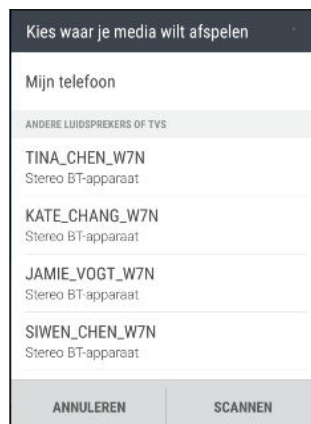 Kies waar je media wilt afspelen
Mijn telefoon
ANDERE LUIDSPREKERS OF TVS
TINA_CHEN_W7N
Stereo BT-apparaat
KATE_CHANG_W7N
Stereo BT-apparaat
JAMIE_VOGT_W7N
Stereo BT-apparaat
SIWEN_CHEN_W7N
Stereo BT-apparaat
ANNULEREN SCANNEN